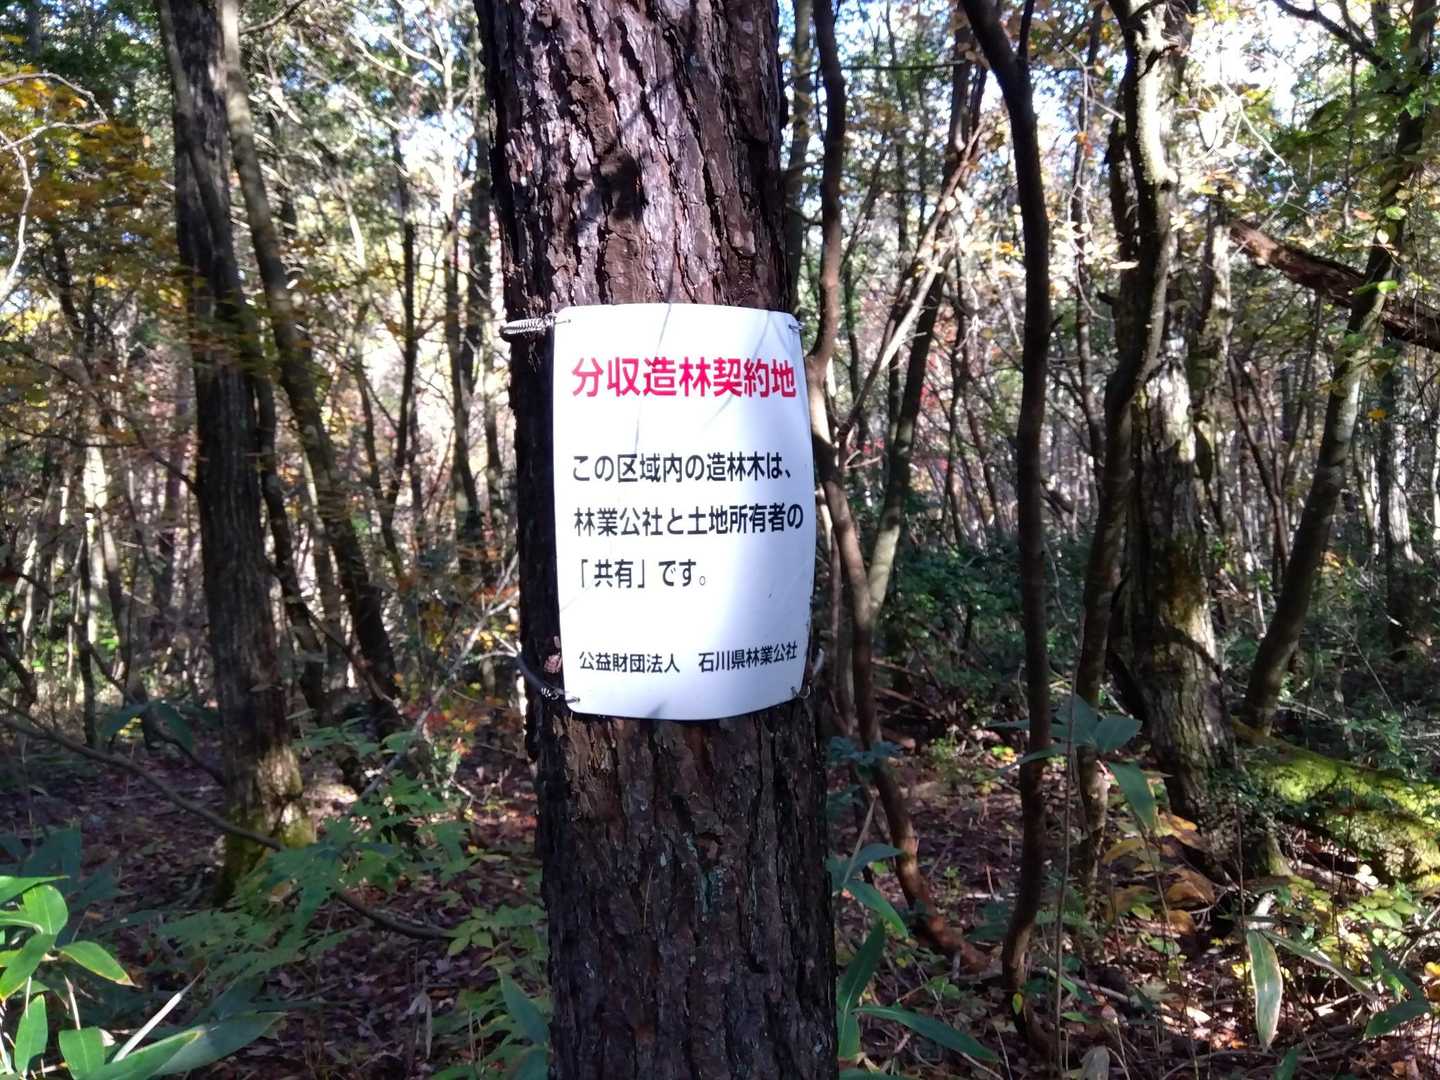 分収造林契約地
この区域内の造林木は、
林業公社と土地所有者の
「共有」です。
公益財団法人　石川県林業公社